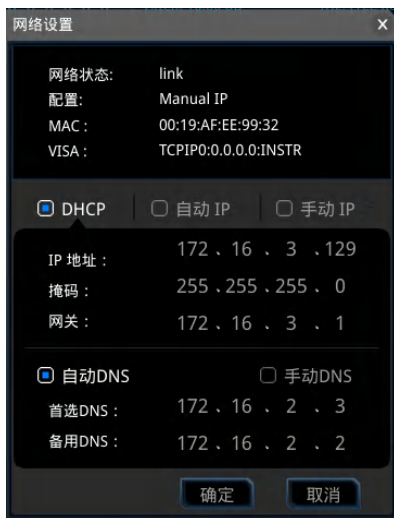 网络设置 X
网络状态: link
配置: Manual IP
MAC : 00:19:AF:EE:99:32
VISA : TCPIP0:0.0.0.0:INSTR
DHCP 自动 IP 手动 IP
IP 地址 : 172 . 16 . 3 .129
掩码 : 255 .255 .255 . 0
网关 : 172 . 16 . 3 . 1
自动DNS 手动DNS
首选DNS : 172 . 16 . 2 . 3
备用DNS : 172 . 16 . 2 . 2
确定 取消